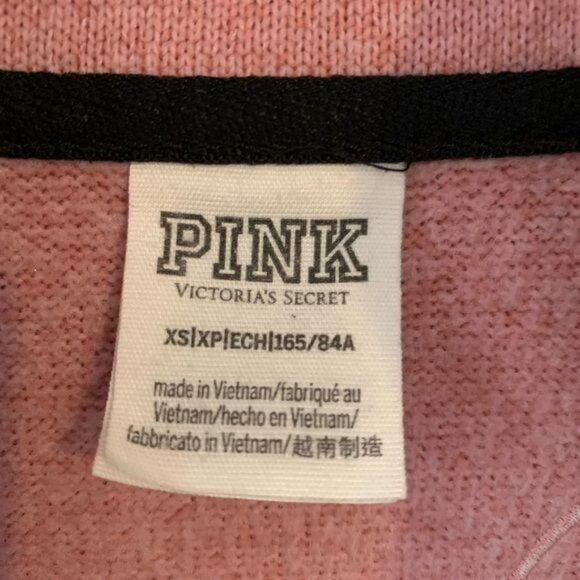 PINK
VICTORIA'S SECRET
XS|XP|ECH|165/84A
made in Vietnam/fabriqué au
Vietnam/hecho en Vietnam/
fabbricato in Vietnam/越南制造